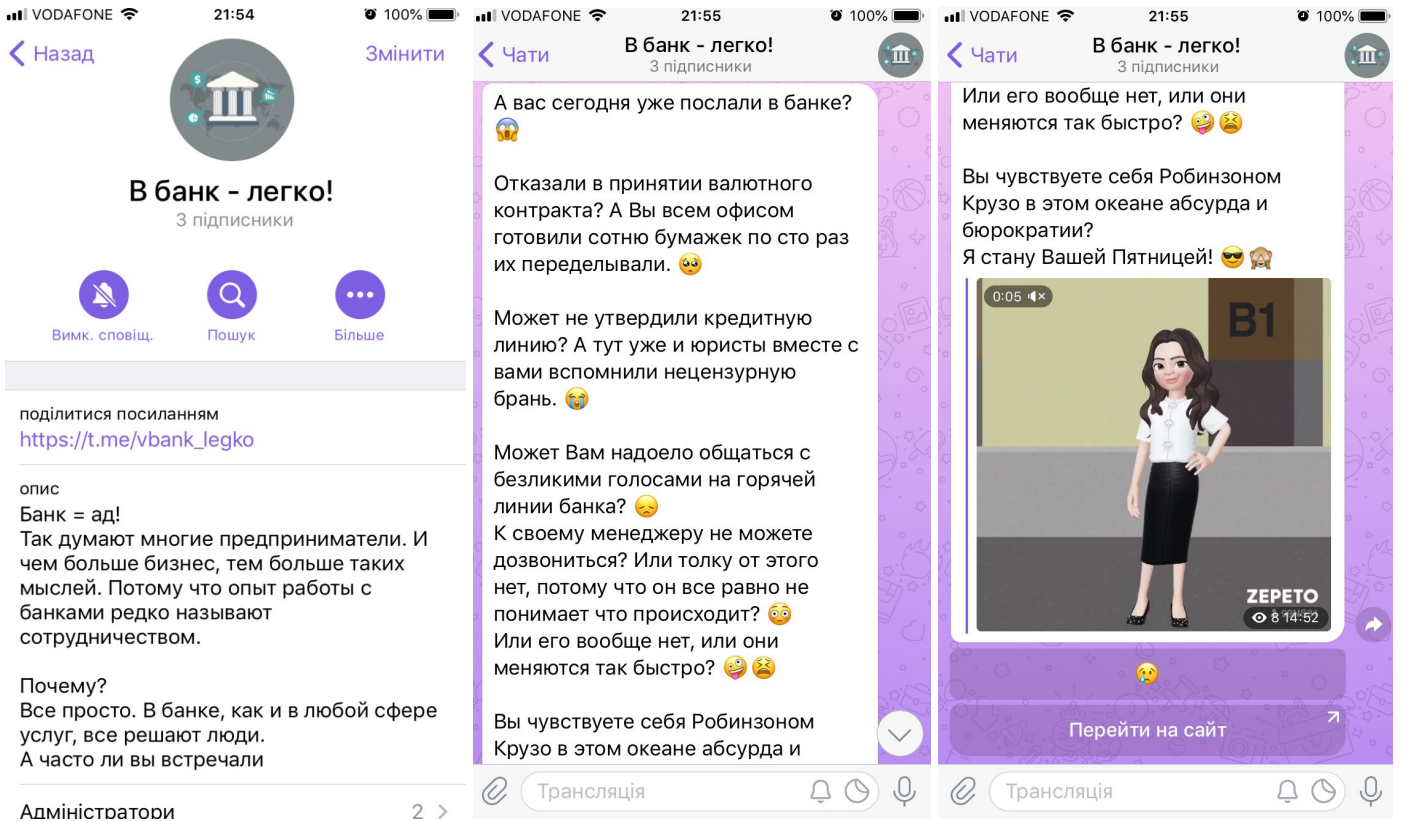 VODAFONE 21:54 100%
Назад Змінити
В банк - легко!
3 підписники
Вимк. сповіщ. Пошук Більше
поділитися посиланням
https://t.me/vbank_legko
опис
Банк = ад!
Так думают многие предприниматели. И
чем больше бизнес, тем больше таких
мыслей. Потому что опыт работы с
банками редко называют
сотрудничеством.
Почему?
Все просто. В банке, как и в любой сфере
услуг, все решают люди.
А часто ли вы встречали
Адміністратори 2
VODAFONE 21:55 100%
Чати
В банк - легко!
3 підписники
А вас сегодня уже послали в банке?
😱
Отказали в принятии валютного
контракта? А Вы всем офисом
готовили сотню бумажек по сто раз
их переделывали. 🥺
Может не утвердили кредитную
линию? А тут уже и юристы вместе с
вами вспомнили нецензурную
брань. 😭
Может Вам надоело общаться с
безликими голосами на горячей
линии банка? 😞
К своему менеджеру не можете
дозвониться? Или толку от этого
нет, потому что он все равно не
понимает что происходит? 😳
Или его вообще нет, или они
меняются так быстро? 🤪😫
Вы чувствуете себя Робинзоном
Крузо в этом океане абсурда и
Трансляція
VODAFONE 21:55 100%
Чати
В банк - легко!
3 підписники
Или его вообще нет, или они
меняются так быстро? 🤪😫
Вы чувствуете себя Робинзоном
Крузо в этом океане абсурда и
бюрократии?
Я стану Вашей Пятницей! 😎🙈
0:05
B1
ZEPETO
8 14:52
😢
Перейти на сайт
Трансляція